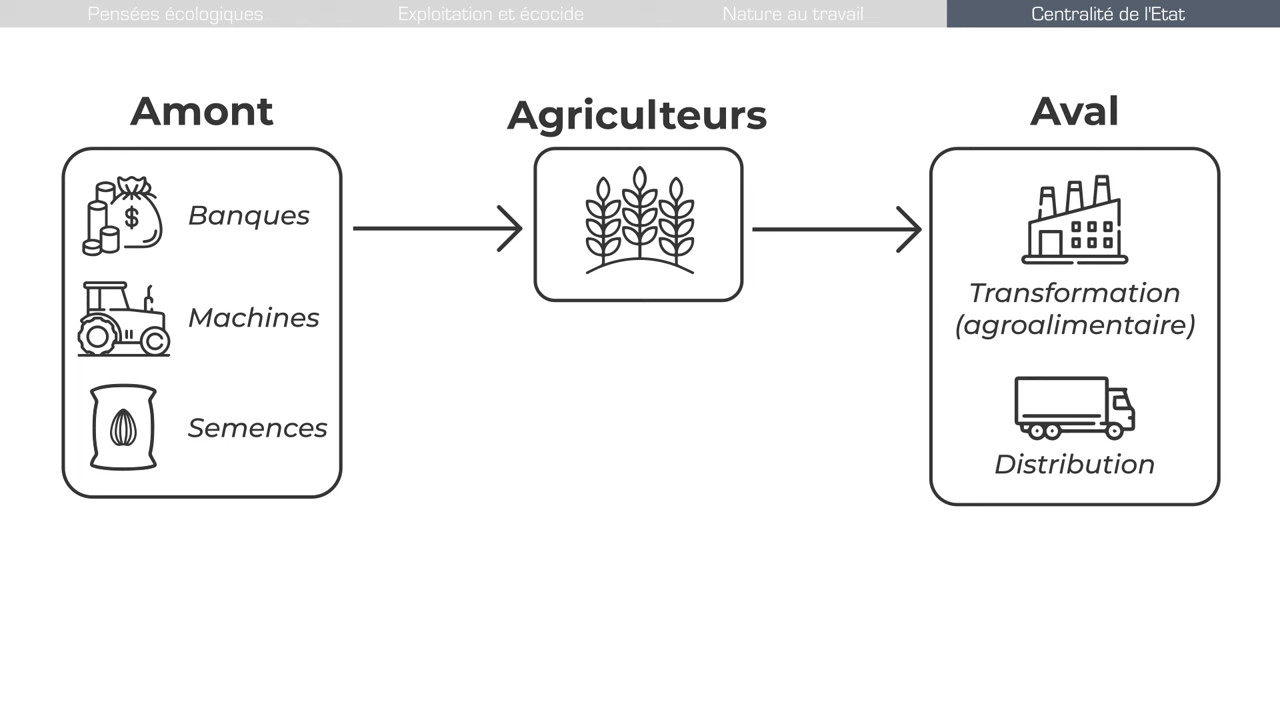 Pensées écologiques
Exploitation et écocide
Nature au travail
Centralité de l'Etat
Amont
Banques
Machines
Semences
Agriculteurs
Aval
Transformation
(agroalimentaire)
Distribution